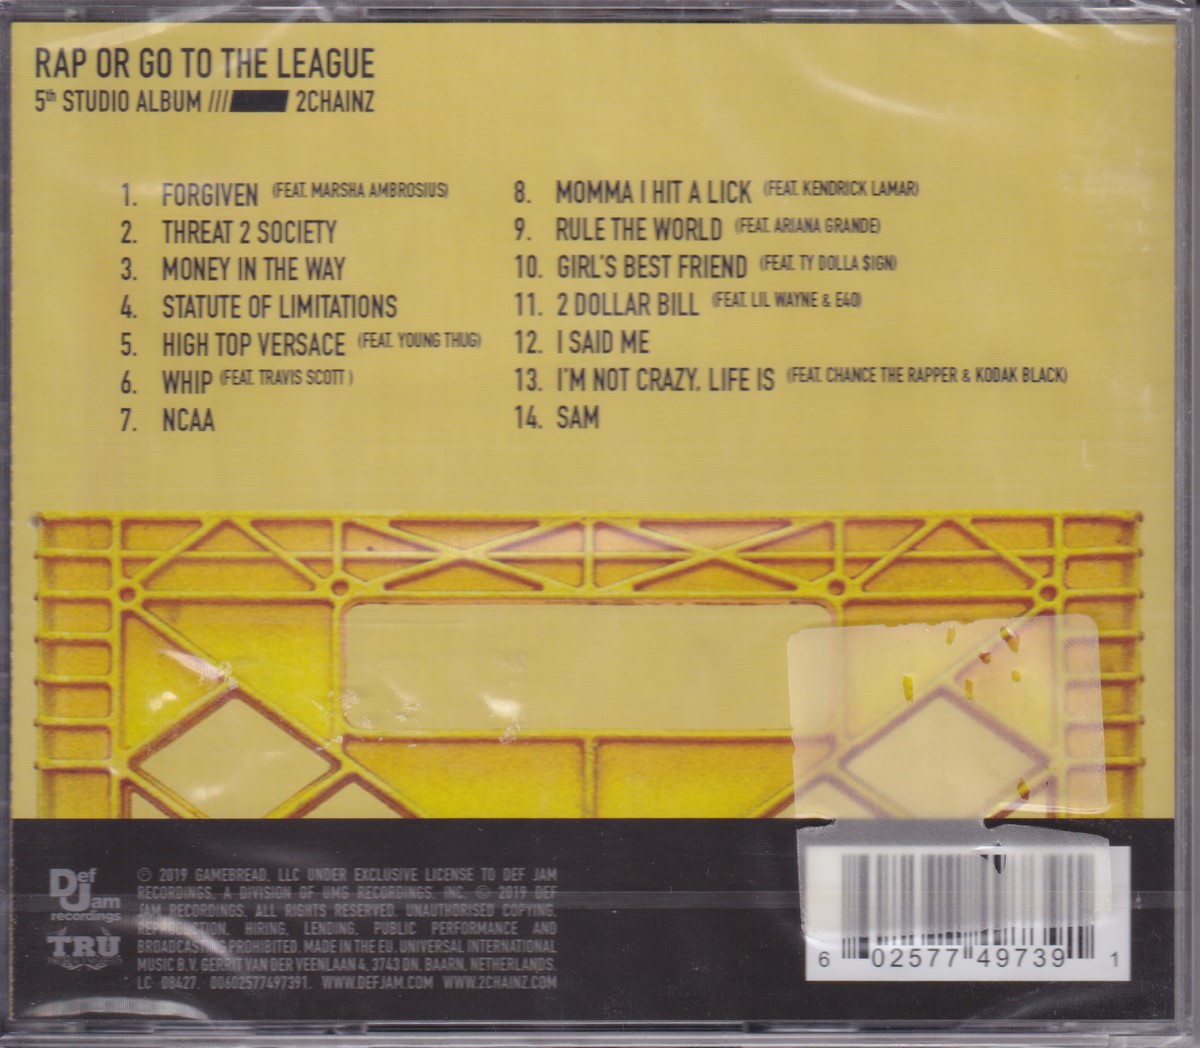 RAP OR GO TO THE LEAGUE
5th STUDIO ALBUM /// 2CHAINZ
1. FORGIVEN (FEAT. MARSHA AMBROSIUS)
2. THREAT 2 SOCIETY
3. MONEY IN THE WAY
4. STATUTE OF LIMITATIONS
5. HIGH TOP VERSACE (FEAT. YOUNG THUG)
6. WHIP (FEAT. TRAVIS SCOTT )
7. NCAA
8. MOMMA I HIT A LICK (FEAT. KENDRICK LAMAR)
9. RULE THE WORLD (FEAT. ARIANA GRANDE)
10. GIRL'S BEST FRIEND (FEAT. TY DOLLA $IGN)
11. 2 DOLLAR BILL (FEAT. LIL WAYNE & E40)
12. I SAID ME
13. I'M NOT CRAZY, LIFE IS (FEAT. CHANCE THE RAPPER & KODAK BLACK)
14. SAM
Def
Jam
recordings
TRU
℗ 2019 GAMEBREAD, LLC UNDER EXCLUSIVE LICENSE TO DEF JAM
RECORDINGS, A DIVISION OF UMG RECORDINGS, INC. © 2019 DEF
JAM RECORDINGS. ALL RIGHTS RESERVED. UNAUTHORISED COPYING,
REPRODUCTION, HIRING, LENDING, PUBLIC PERFORMANCE AND
BROADCASTING PROHIBITED. MADE IN THE EU. UNIVERSAL INTERNATIONAL
MUSIC B.V. GERRIT VAN DER VEENLAAN 4, 3743 DN, BAARN, NETHERLANDS.
LC 08427. 00602577497391. WWW.DEFJAM.COM WWW.2CHAINZ.COM
6 02577 49739 1